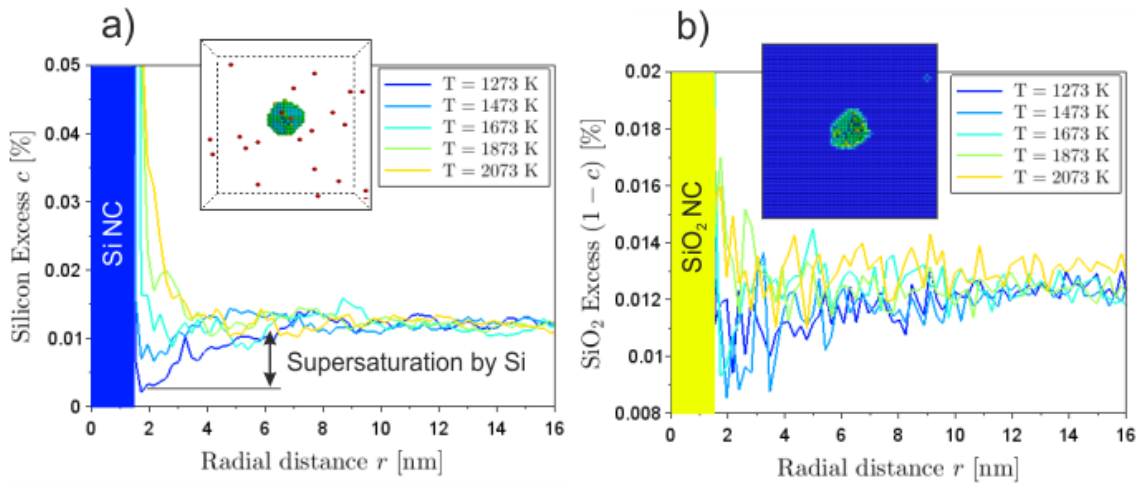 a)
Silicon Excess c [%]
0.05
0.04
0.03
0.02
0.01
0
Si NC
T = 1273 K
T = 1473 K
T = 1673 K
T = 1873 K
T = 2073 K
Supersaturation by Si
0 2 4 6 8 10 12 14 16
Radial distance r [nm]
b)
SiO₂ Excess (1 − c) [%]
0.02
0.018
0.016
0.014
0.012
0.01
0.008
SiO₂ NC
T = 1273 K
T = 1473 K
T = 1673 K
T = 1873 K
T = 2073 K
0 2 4 6 8 10 12 14 16
Radial distance r [nm]